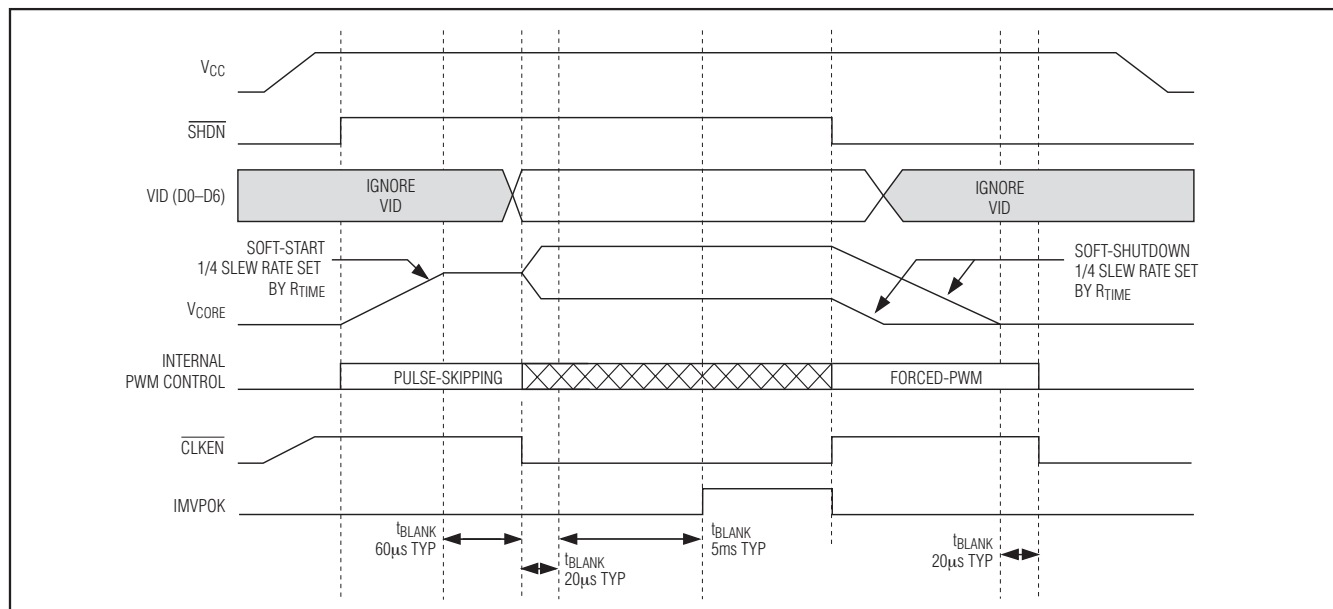 VCC
SHDN
VID (D0–D6)
IGNORE
VID
IGNORE
VID
SOFT-START
1/4 SLEW RATE SET
BY RTIME
SOFT-SHUTDOWN
1/4 SLEW RATE SET
BY RTIME
VCORE
INTERNAL
PWM CONTROL
PULSE-SKIPPING
FORCED-PWM
CLKEN
IMVPOK
tBLANK
60µs TYP
tBLANK
20µs TYP
tBLANK
5ms TYP
tBLANK
20µs TYP